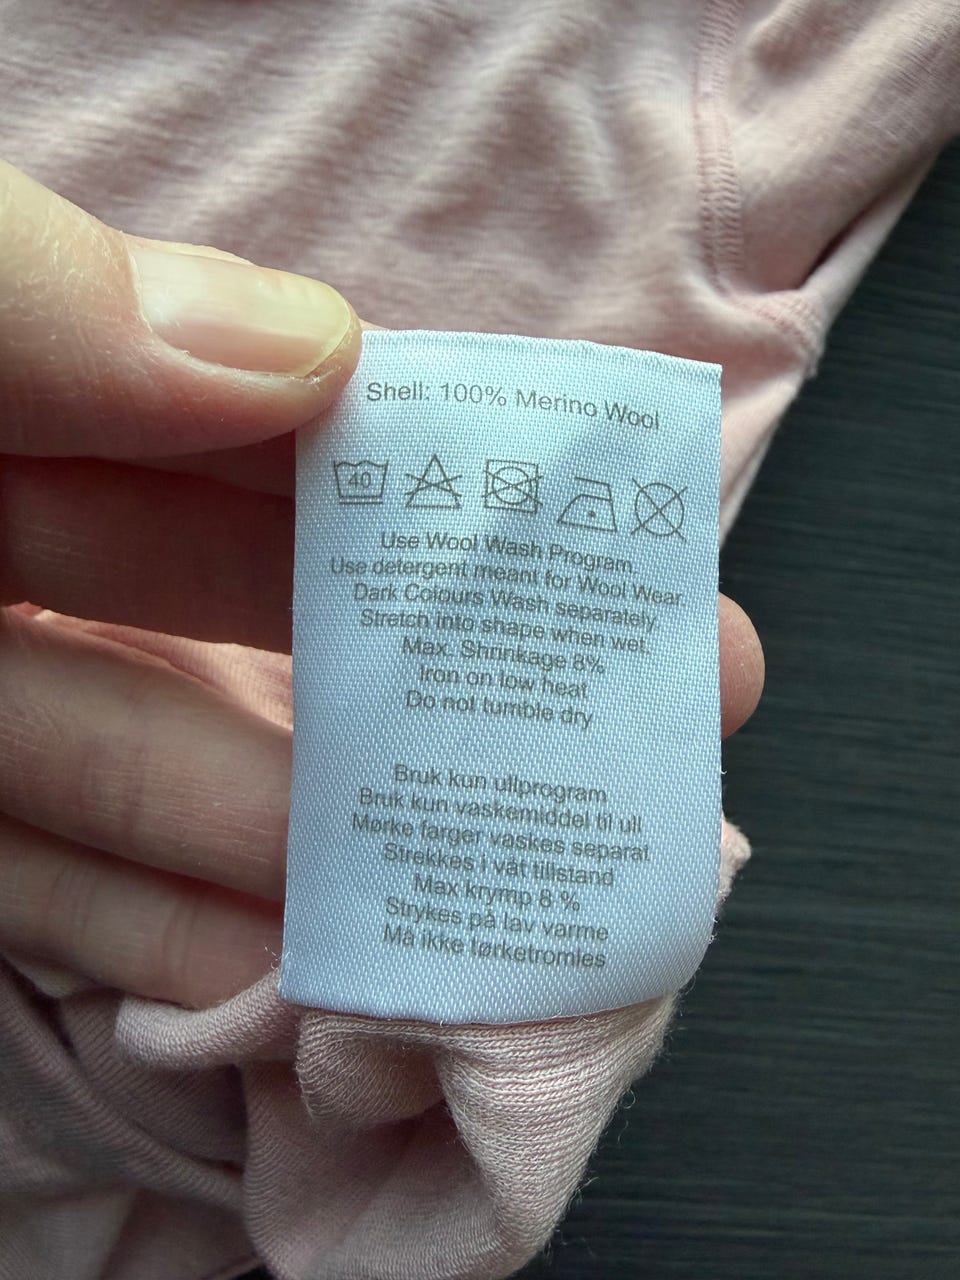 Shell: 100% Merino Wool
40
Use Wool Wash Program.
Use detergent meant for Wool Wear.
Dark Colours Wash separately.
Stretch into shape when wet.
Max. Shrinkage 8%
Iron on low heat
Do not tumble dry
Bruk kun ullprogram
Bruk kun vaskemiddel til ull
Mørke farger vaskes separat
Strekkes i våt tillstand
Max krymp 8 %
Strykes på lav varme
Må ikke tørketromles